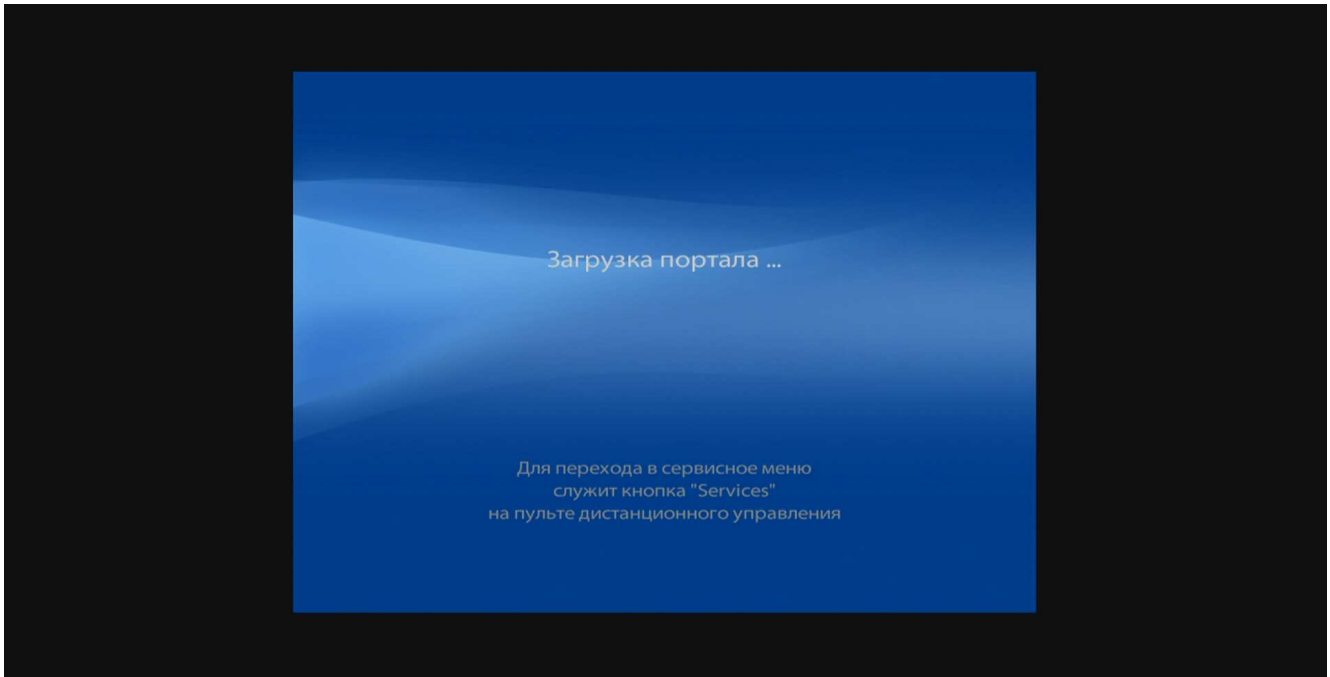 Загрузка портала ...
Для перехода в сервисное меню
служит кнопка "Services"
на пульте дистанционного управления